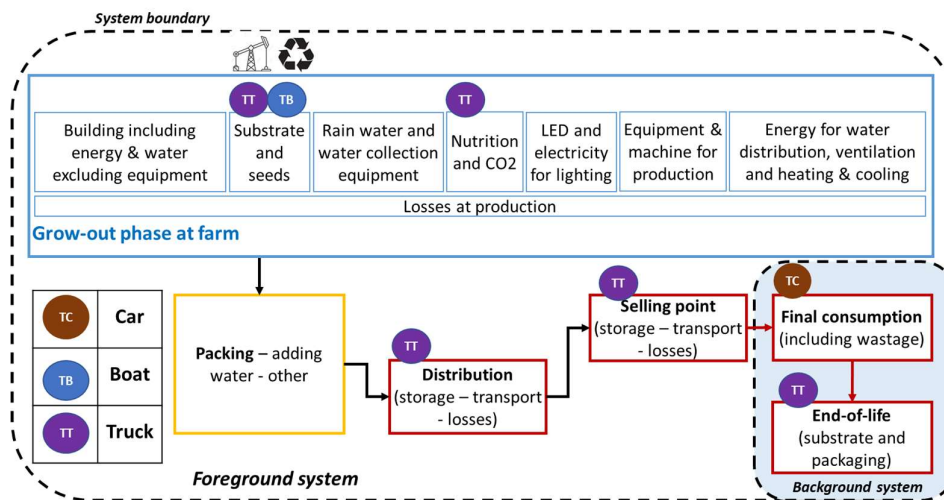 System boundary
TT
TB
TT
Building including
energy & water
excluding equipment
Substrate
and
seeds
Rain water and
water collection
equipment
Nutrition
and CO2
LED and
electricity
for lighting
Equipment &
machine for
production
Energy for water
distribution, ventilation
and heating & cooling
Losses at production
Grow-out phase at farm
TC
Car
TB
Boat
TT
Truck
Packing – adding
water - other
TT
Distribution
(storage – transport
- losses)
TT
Selling point
(storage – transport
- losses)
TC
Final consumption
(including wastage)
TT
End-of-life
(substrate and
packaging)
Foreground system
Background system